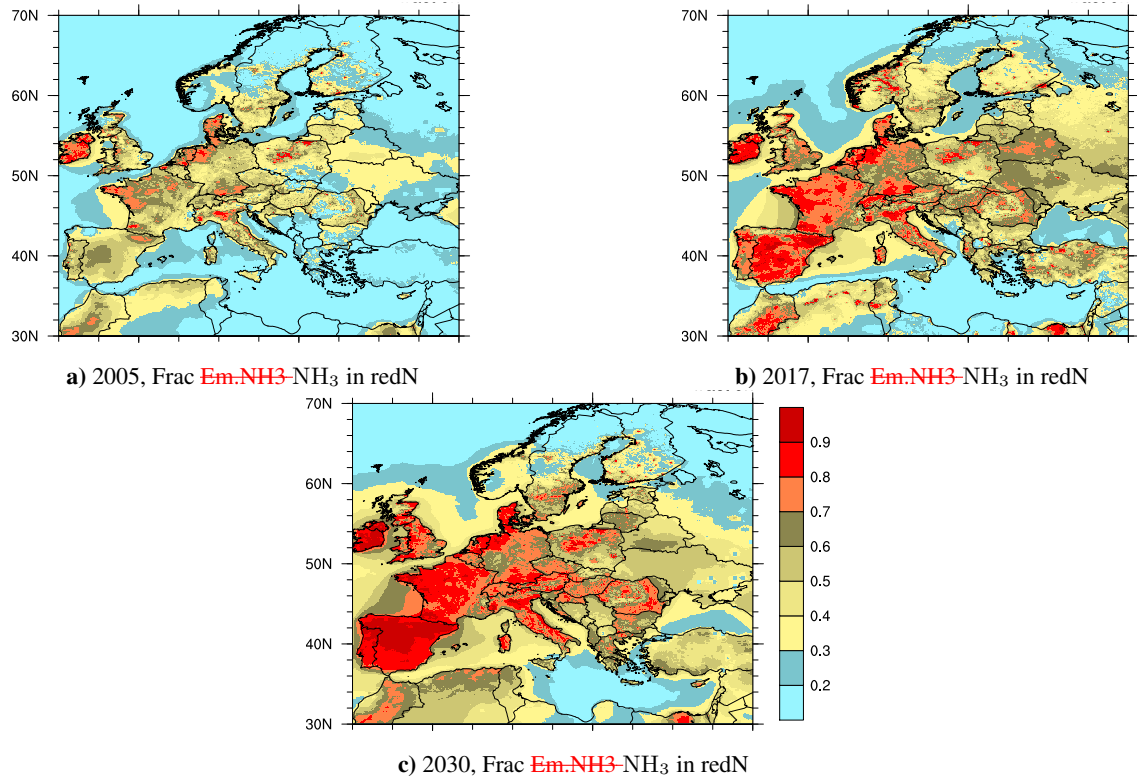 70N
60N
50N
40N
30N
a) 2005, Frac Em.NH3 NH₃ in redN
70N
60N
50N
40N
30N
b) 2017, Frac Em.NH3 NH₃ in redN
70N
60N
50N
40N
30N
0.9
0.8
0.7
0.6
0.5
0.4
0.3
0.2
c) 2030, Frac Em.NH3 NH₃ in redN